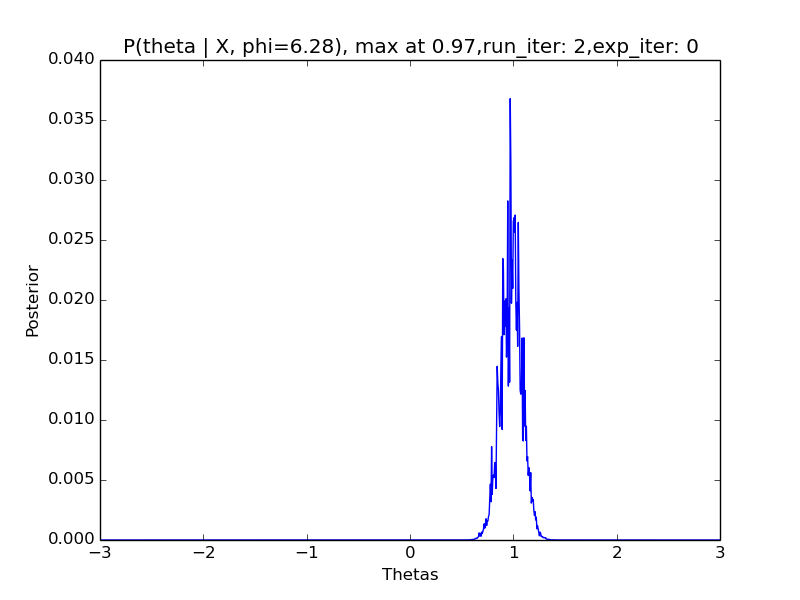 P(theta | X, phi=6.28), max at 0.97,run_iter: 2,exp_iter: 0
0.040
0.035
0.030
0.025
0.020
0.015
0.010
0.005
0.000
Posterior
−3 −2 −1 0 1 2 3
Thetas